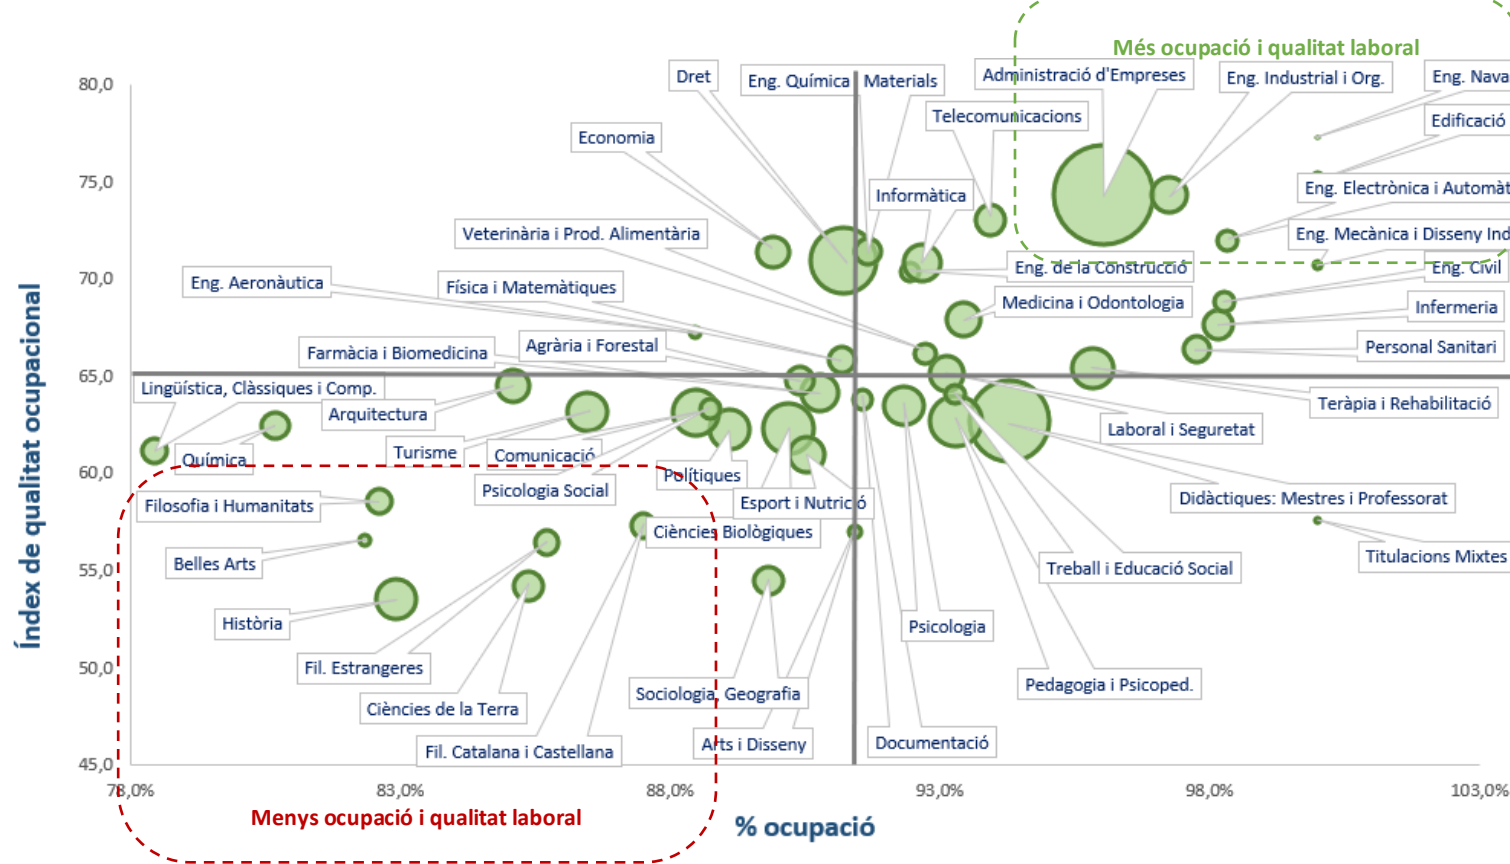 Més ocupació i qualitat laboral
80,0
Dret
Eng. Química
Materials
Administració d'Empreses
Eng. Industrial i Org.
Eng. Nava
Telecomunicacions
Edificació
Economia
75,0
Informàtica
Eng. Electrònica i Automàt
Veterinària i Prod. Alimentària
Eng. Mecànica i Disseny Ind
70,0
Eng. Aeronàutica
Física i Matemàtiques
Eng. de la Construcció
Eng. Civil
Medicina i Odontologia
Infermeria
Farmàcia i Biomedicina
Agrària i Forestal
Personal Sanitari
65,0
Lingüística, Clàssiques i Comp.
Arquitectura
Teràpia i Rehabilitació
Laboral i Seguretat
Química
Turisme
Comunicació
60,0
Polítiques
Psicologia Social
Esport i Nutrició
Didàctiques: Mestres i Professorat
Filosofia i Humanitats
Ciències Biològiques
Belles Arts
Titulacions Mixtes
55,0
Treball i Educació Social
Història
Psicologia
50,0
Fil. Estrangeres
Sociologia, Geografia
Pedagogia i Psicoped.
Ciències de la Terra
Fil. Catalana i Castellana
Arts i Disseny
Documentació
45,0
78,0%
83,0%
88,0%
93,0%
98,0%
103,0%
Menys ocupació i qualitat laboral
% ocupació
Índex de qualitat ocupacional